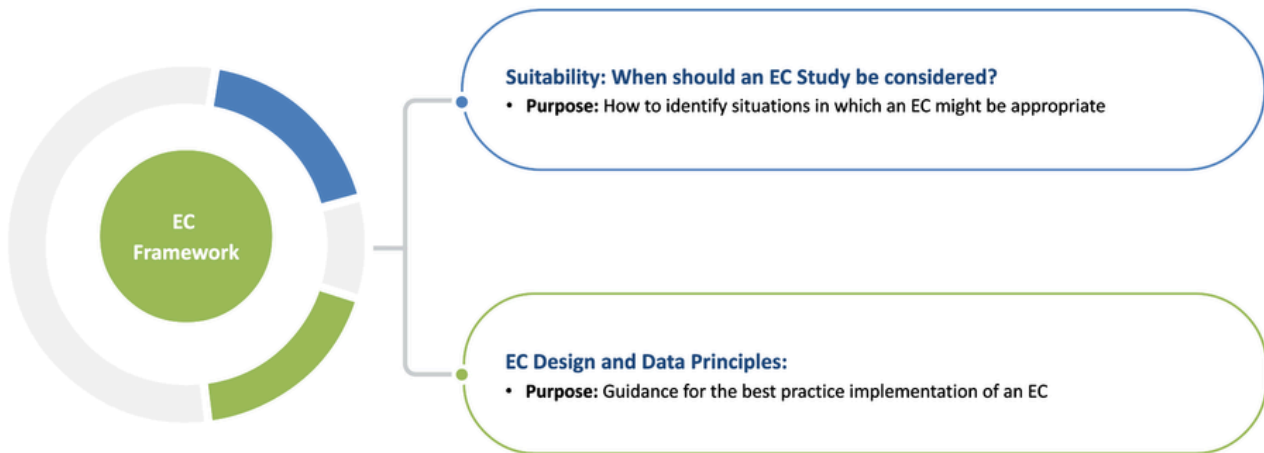 EC
Framework
Suitability: When should an EC Study be considered?
• Purpose: How to identify situations in which an EC might be appropriate
EC Design and Data Principles:
• Purpose: Guidance for the best practice implementation of an EC